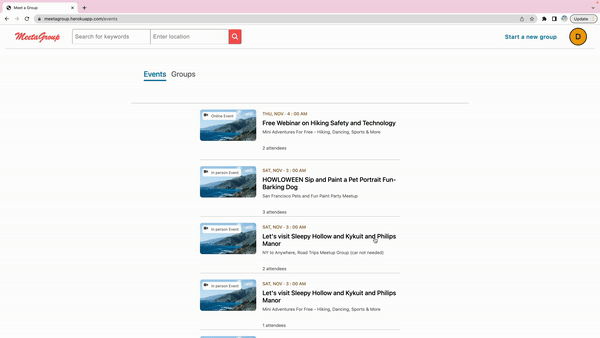 Meet a Group
meetagroup.herokuapp.com/events
Update
MeetaGroup
Search for keywords
Enter location
Start a new group
D
Events
Groups
Online Event
THU, NOV · 4 : 00 AM
Free Webinar on Hiking Safety and Technology
Mini Adventures For Free - Hiking, Dancing, Sports & More
2 attendees
In person Event
SAT, NOV · 3 : 00 AM
HOWLOWEEN Sip and Paint a Pet Portrait Fun-
Barking Dog
San Francisco Pets and Fun Paint Party Meetup
3 attendees
In person Event
SAT, NOV · 3 : 00 AM
Let's visit Sleepy Hollow and Kykuit and Philips
Manor
NY to Anywhere, Road Trips Meetup Group (car not needed)
2 attendees
In person Event
SAT, NOV · 3 : 00 AM
Let's visit Sleepy Hollow and Kykuit and Philips
Manor
Mini Adventures For Free - Hiking, Dancing, Sports & More
1 attendees